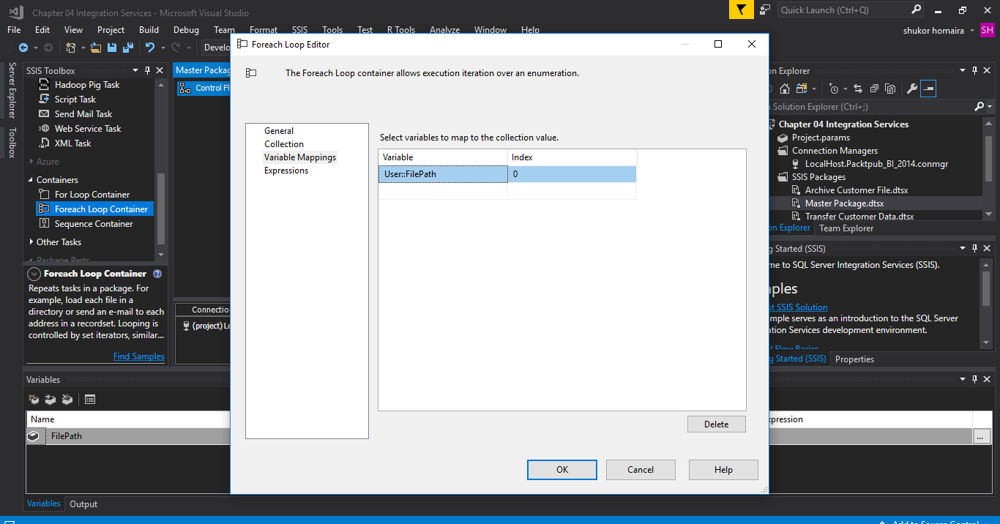 Chapter 04 Integration Services - Microsoft Visual Studio
Quick Launch (Ctrl+Q)
File Edit View Project Build Debug Team Format SSIS Tools Test R Tools Analyze Window Help
shukor homaira SH
Develo
Server Explorer
Toolbox
SSIS Toolbox
Hadoop Pig Task
Script Task
Send Mail Task
Web Service Task
XML Task
Azure
Containers
For Loop Container
Foreach Loop Container
Sequence Container
Other Tasks
Package Parts
Foreach Loop Container
Repeats tasks in a package. For
example, load each file in a
directory or send an e-mail to each
address in a recordset. Looping is
controlled by set iterators, similar...
Find Samples
Master Packag
Control Fl
Connectio
(project) Lo
Foreach Loop Editor
The Foreach Loop container allows execution iteration over an enumeration.
General
Collection
Variable Mappings
Expressions
Select variables to map to the collection value.
Variable Index
User::FilePath 0
Delete
OK Cancel Help
on Explorer
Solution Explorer (Ctrl+;)
Chapter 04 Integration Services
Project.params
Connection Managers
LocalHost.Packtpub_BI_2014.conmgr
SSIS Packages
Archive Customer File.dtsx
Master Package.dtsx
Transfer Customer Data.dtsx
on Explorer Team Explorer
g Started (SSIS)
me to SQL Server Integration Services (SSIS).
ples
st SSIS Solution
mple serves as an introduction to the SQL Server
ation Services development environment.
l Flow Basics
g Started (SSIS) Properties
Variables
Name
xpression
FilePath
...
Variables Output
Add to Source Control